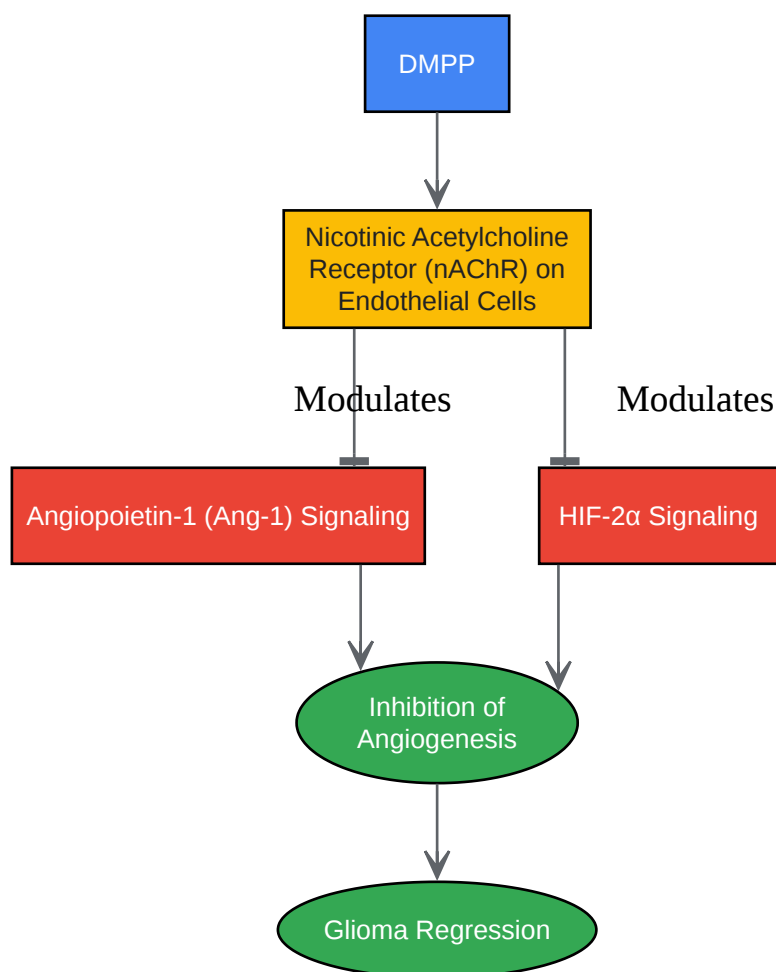 DMPP
Nicotinic Acetylcholine
Receptor (nAChR) on
Endothelial Cells
Modulates
Modulates
Angiopoietin-1 (Ang-1) Signaling
HIF-2α Signaling
Inhibition of
Angiogenesis
Glioma Regression